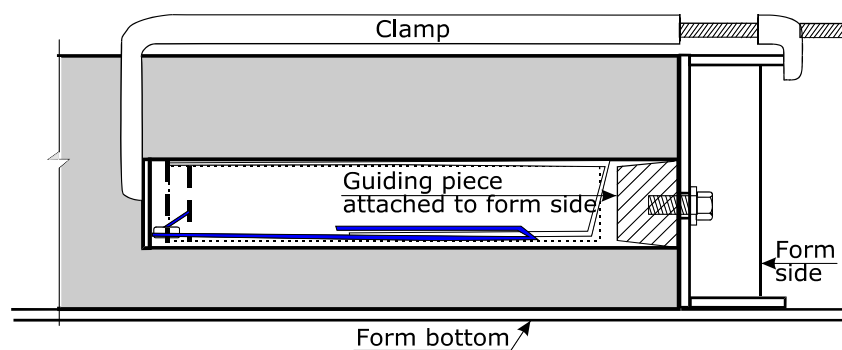 Clamp
Guiding piece
attached to form side
Form
side
Form bottom